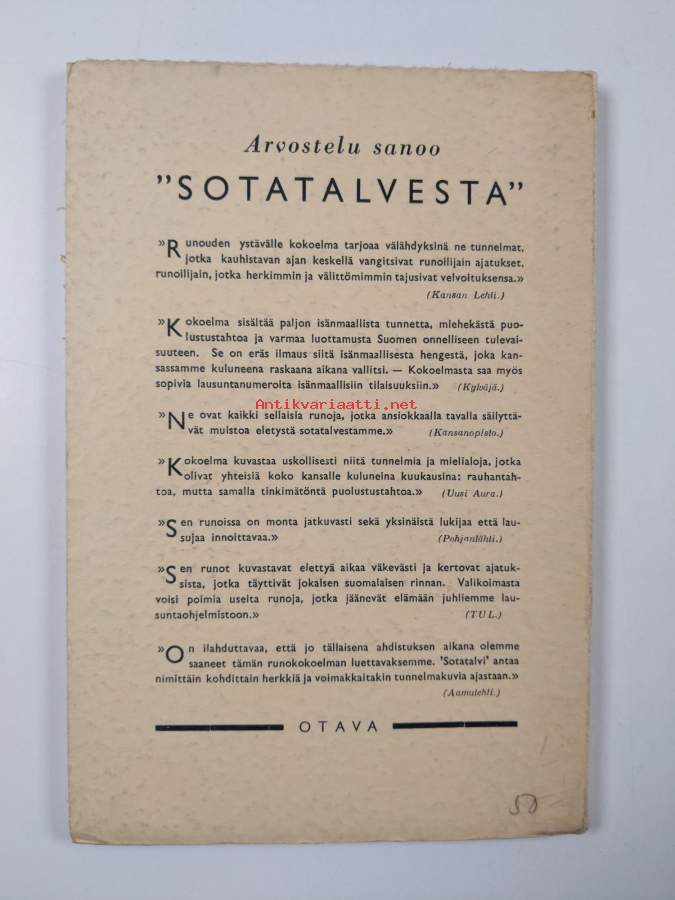 Arvostelu sanoo
"SOTATALVESTA"
»Runouden ystävälle kokoelma tarjoaa välähdyksinä ne tunnelmat,
jotka kauhistavan ajan keskellä vangitsivat runoilijain ajatukset,
runoilijain, jotka herkimmin ja välittömimmin tajusivat velvoituksensa.»
(Kansan Lehti.)
»Kokoelma sisältää paljon isänmaallista tunnetta, miehekästä puo-
lustustahtoa ja varmaa luottamusta Suomen onnelliseen tulevai-
suuteen. Se on eräs ilmaus siitä isänmaallisesta hengestä, joka kan-
sassamme kuluneena raskaana aikana vallitsi. — Kokoelmasta saa myös
sopivia lausuntanumeroita isänmaallisiin tilaisuuksiin.» (Kylväjä.)
Antikvariaatti.net
»Ne ovat kaikki sellaisia runoja, jotka ansiokkaalla tavalla säilyttä-
vät muistoa eletystä sotatalvestamme.» (Kansanopisto.)
»Kokoelma kuvastaa uskollisesti niitä tunnelmia ja mielialoja, jotka
olivat yhteisiä koko kansalle kuluneina kuukausina: rauhantah-
toa, mutta samalla tinkimätöntä puolustustahtoa.» (Uusi Aura.)
»Sen runoissa on monta jatkuvasti sekä yksinäistä lukijaa että lau-
sujaa innoittavaa.» (Pohjantähti.)
»Sen runot kuvastavat elettyä aikaa väkevästi ja kertovat ajatuk-
sista, jotka täyttivät jokaisen suomalaisen rinnan. Valikoimasta
voisi poimia useita runoja, jotka jäänevät elämään juhliemme lau-
suntaohjelmistoon.» (TUL.)
»On ilahduttavaa, että jo tällaisena ahdistuksen aikana olemme
saaneet tämän runokokoelman luettavaksemme. 'Sotatalvi' antaa
nimittäin kohdittain herkkiä ja voimakkaitakin tunnelmakuvia ajastaan.»
(Aamulehti.)
OTAVA
50